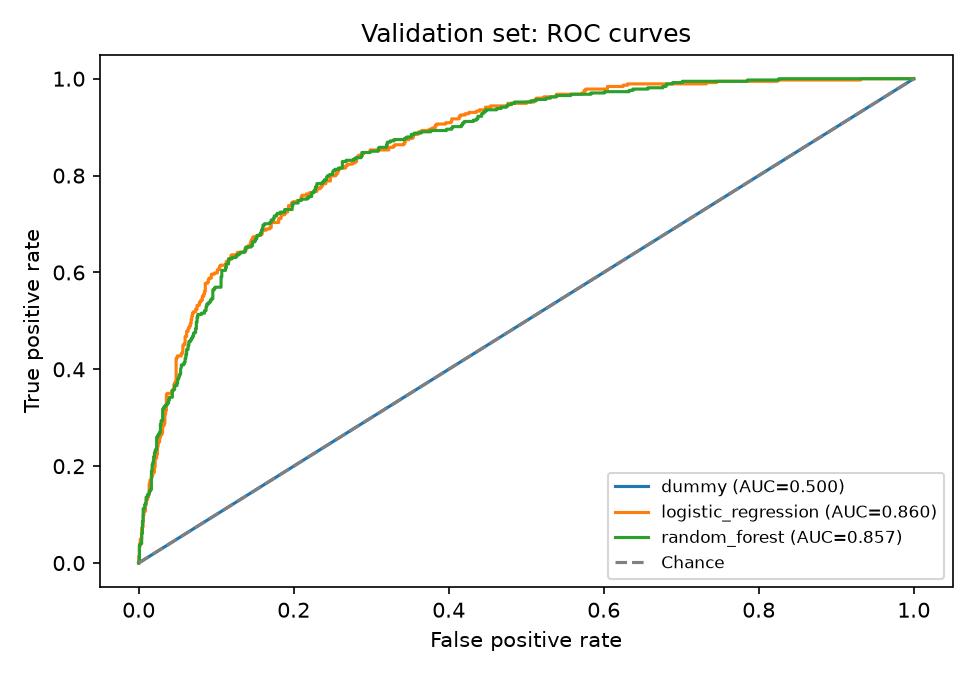 Validation set: ROC curves
True positive rate
1.0
0.8
0.6
0.4
0.2
0.0
dummy (AUC=0.500)
logistic_regression (AUC=0.860)
random_forest (AUC=0.857)
Chance
0.0 0.2 0.4 0.6 0.8 1.0
False positive rate